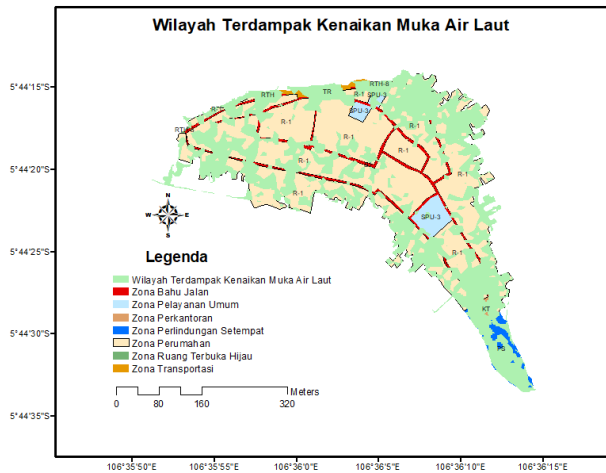 Wilayah Terdampak Kenaikan Muka Air Laut
5°44'15"S
5°44'20"S
5°44'25"S
5°44'30"S
5°44'35"S
RTH
TR
RTH-8
R-1
SPU-3
SPU-3
R-1
R-1
R-1
R-1
R-1
R-1
SPU-3
R-1
KT
PS
N
W
E
S
Legenda
Wilayah Terdampak Kenaikan Muka Air Laut
Zona Bahu Jalan
Zona Pelayanan Umum
Zona Perkantoran
Zona Perlindungan Setempat
Zona Perumahan
Zona Ruang Terbuka Hijau
Zona Transportasi
Meters
0 80 160 320
106°35'50"E 106°35'55"E 106°36'0"E 106°36'5"E 106°36'10"E 106°36'15"E